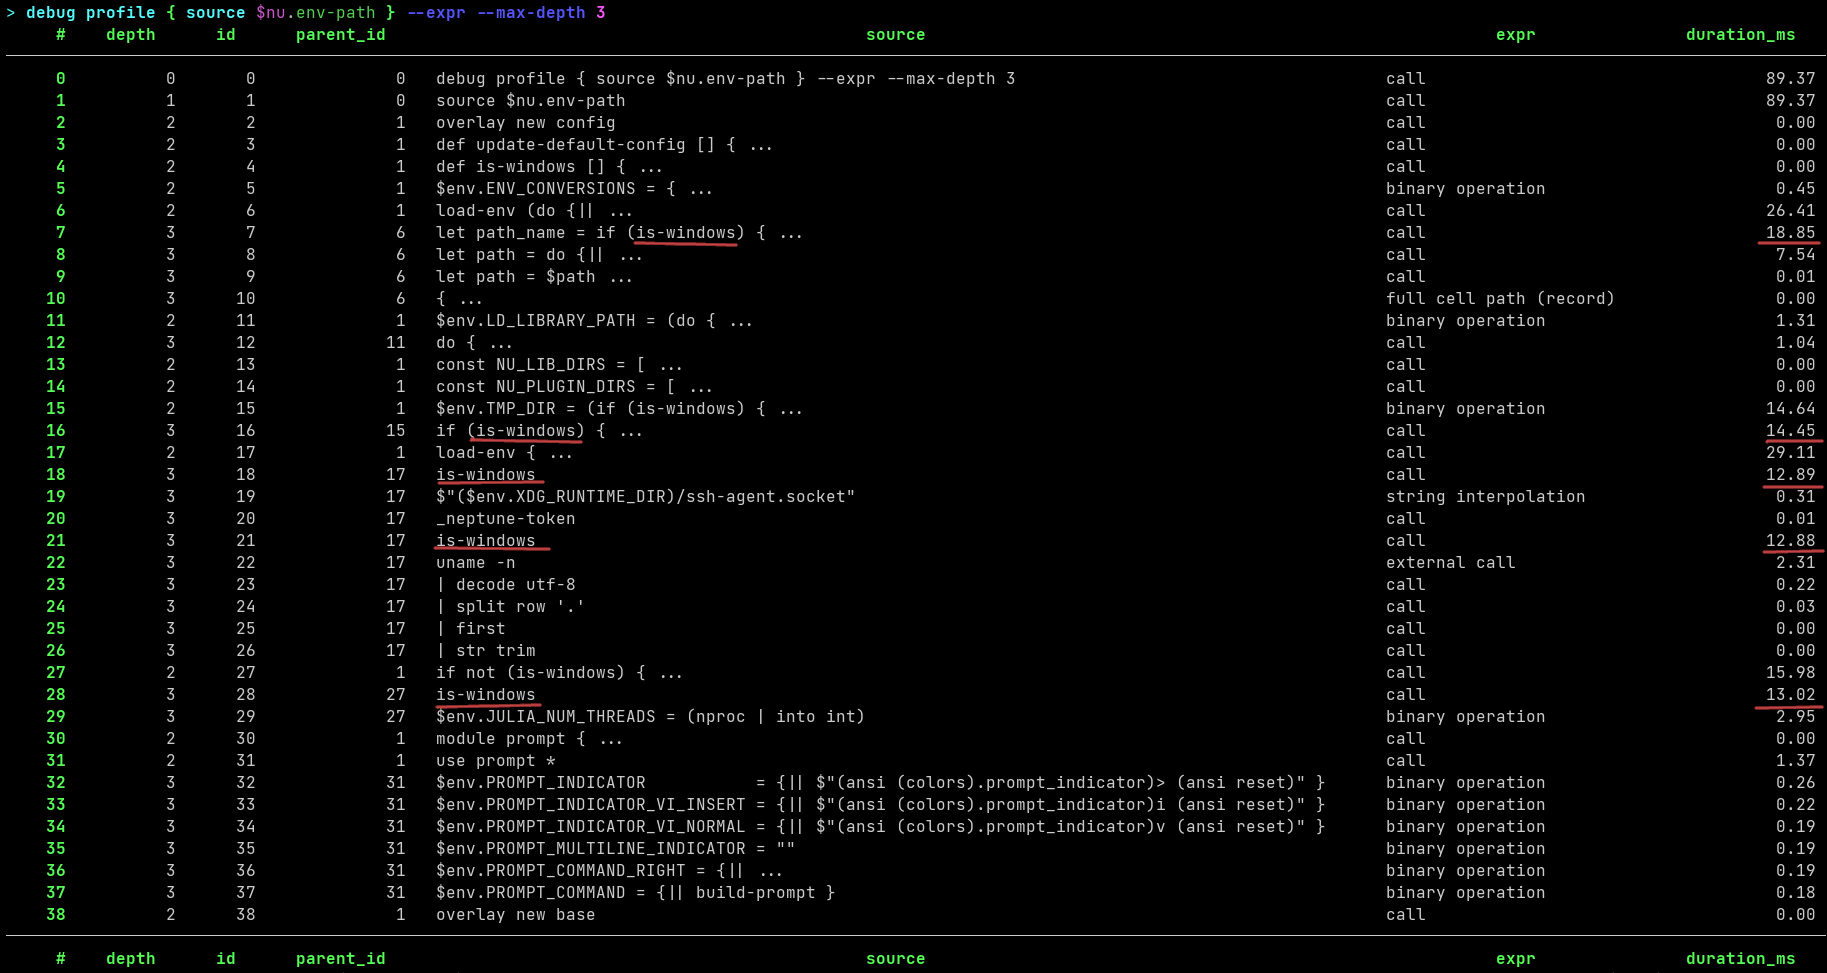 > debug profile { source $nu.env-path } --expr --max-depth 3
# depth id parent_id source expr duration_ms
0 0 0 0 debug profile { source $nu.env-path } --expr --max-depth 3 call 89.37
1 1 1 0 source $nu.env-path call 89.37
2 2 2 1 overlay new config call 0.00
3 2 3 1 def update-default-config [] { ... call 0.00
4 2 4 1 def is-windows [] { ... call 0.00
5 2 5 1 $env.ENV_CONVERSIONS = { ... binary operation 0.45
6 2 6 1 load-env (do {|| ... call 26.41
7 3 7 6 let path_name = if (is-windows) { ... call 18.85
8 3 8 6 let path = do {|| ... call 7.54
9 3 9 6 let path = $path ... call 0.01
10 3 10 6 { ... full cell path (record) 0.00
11 2 11 1 $env.LD_LIBRARY_PATH = (do { ... binary operation 1.31
12 3 12 11 do { ... call 1.04
13 2 13 1 const NU_LIB_DIRS = [ ... call 0.00
14 2 14 1 const NU_PLUGIN_DIRS = [ ... call 0.00
15 2 15 1 $env.TMP_DIR = (if (is-windows) { ... binary operation 14.64
16 3 16 15 if (is-windows) { ... call 14.45
17 2 17 1 load-env { ... call 29.11
18 3 18 17 is-windows call 12.89
19 3 19 17 $"($env.XDG_RUNTIME_DIR)/ssh-agent.socket" string interpolation 0.31
20 3 20 17 _neptune-token call 0.01
21 3 21 17 is-windows call 12.88
22 3 22 17 uname -n external call 2.31
23 3 23 17 | decode utf-8 call 0.22
24 3 24 17 | split row '.' call 0.03
25 3 25 17 | first call 0.00
26 3 26 17 | str trim call 0.00
27 2 27 1 if not (is-windows) { ... call 15.98
28 3 28 27 is-windows call 13.02
29 3 29 27 $env.JULIA_NUM_THREADS = (nproc | into int) binary operation 2.95
30 2 30 1 module prompt { ... call 0.00
31 2 31 1 use prompt * call 1.37
32 3 32 31 $env.PROMPT_INDICATOR = {|| $"(ansi (colors).prompt_indicator)> (ansi reset)" } binary operation 0.26
33 3 33 31 $env.PROMPT_INDICATOR_VI_INSERT = {|| $"(ansi (colors).prompt_indicator)i (ansi reset)" } binary operation 0.22
34 3 34 31 $env.PROMPT_INDICATOR_VI_NORMAL = {|| $"(ansi (colors).prompt_indicator)v (ansi reset)" } binary operation 0.19
35 3 35 31 $env.PROMPT_MULTILINE_INDICATOR = "" binary operation 0.19
36 3 36 31 $env.PROMPT_COMMAND_RIGHT = {|| ... binary operation 0.19
37 3 37 31 $env.PROMPT_COMMAND = {|| build-prompt } binary operation 0.18
38 2 38 1 overlay new base call 0.00
# depth id parent_id source expr duration_ms